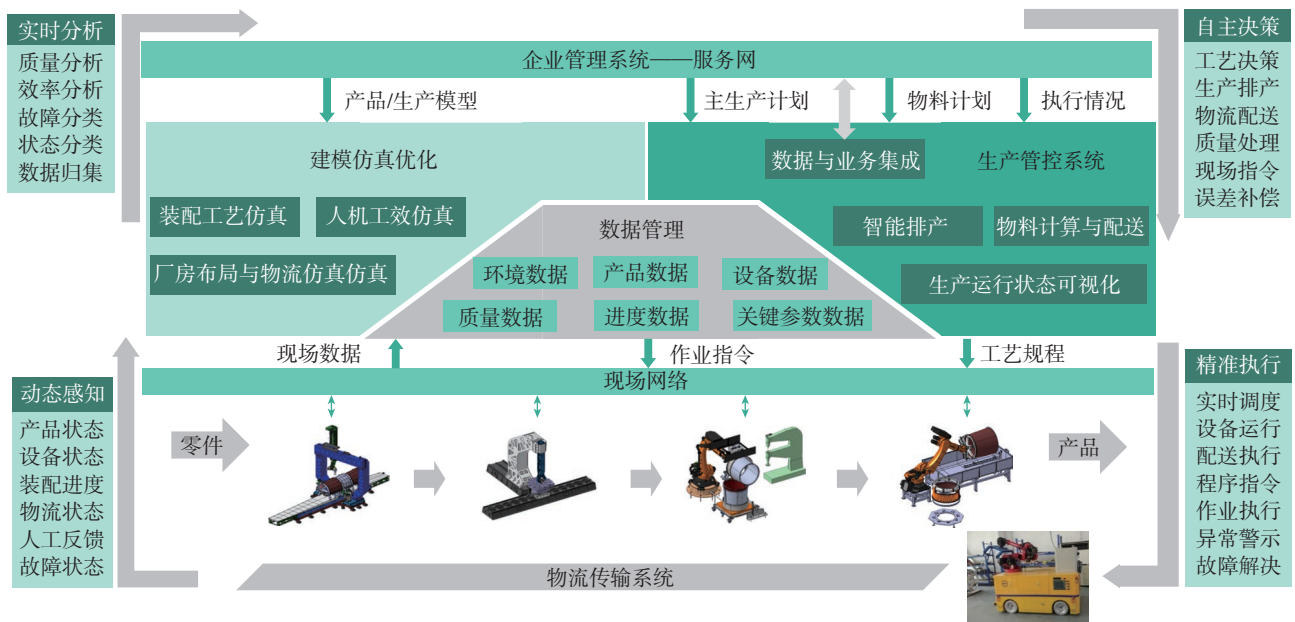 实时分析
质量分析
效率分析
故障分类
状态分类
数据归集
企业管理系统——服务网
自主决策
工艺决策
生产排产
物流配送
质量处理
现场指令
误差补偿
产品/生产模型
主生产计划
物料计划
执行情况
建模仿真优化
装配工艺仿真
人机工效仿真
厂房布局与物流仿真仿真
数据与业务集成
生产管控系统
智能排产
物料计算与配送
生产运行状态可视化
数据管理
环境数据
产品数据
设备数据
质量数据
进度数据
关键参数数据
现场数据
作业指令
工艺规程
现场网络
动态感知
产品状态
设备状态
装配进度
物流状态
人工反馈
故障状态
零件
产品
精准执行
实时调度
设备运行
配送执行
程序指令
作业执行
异常警示
故障解决
物流传输系统